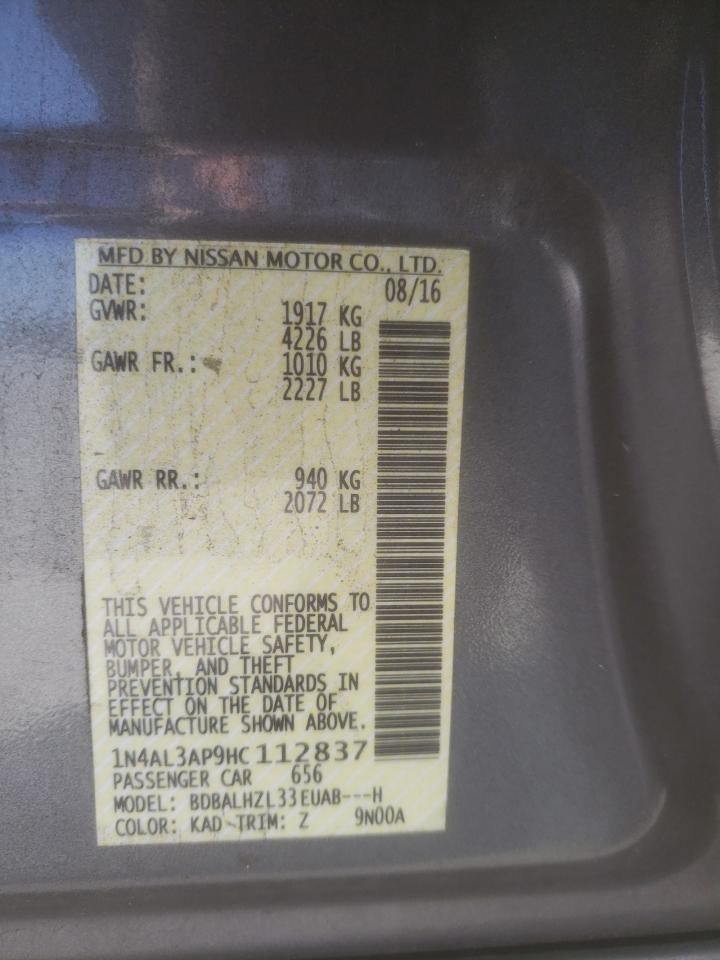 MFD BY NISSAN MOTOR CO., LTD.
DATE: 08/16
GVWR: 1917 KG
4226 LB
GAWR FR.: 1010 KG
2227 LB
GAWR RR.: 940 KG
2072 LB
THIS VEHICLE CONFORMS TO
ALL APPLICABLE FEDERAL
MOTOR VEHICLE SAFETY,
BUMPER, AND THEFT
PREVENTION STANDARDS IN
EFFECT ON THE DATE OF
MANUFACTURE SHOWN ABOVE.
1N4AL3AP9HC112837
PASSENGER CAR 656
MODEL: BDBALHZL33EUAB---H
COLOR: KAD TRIM: Z 9N00A